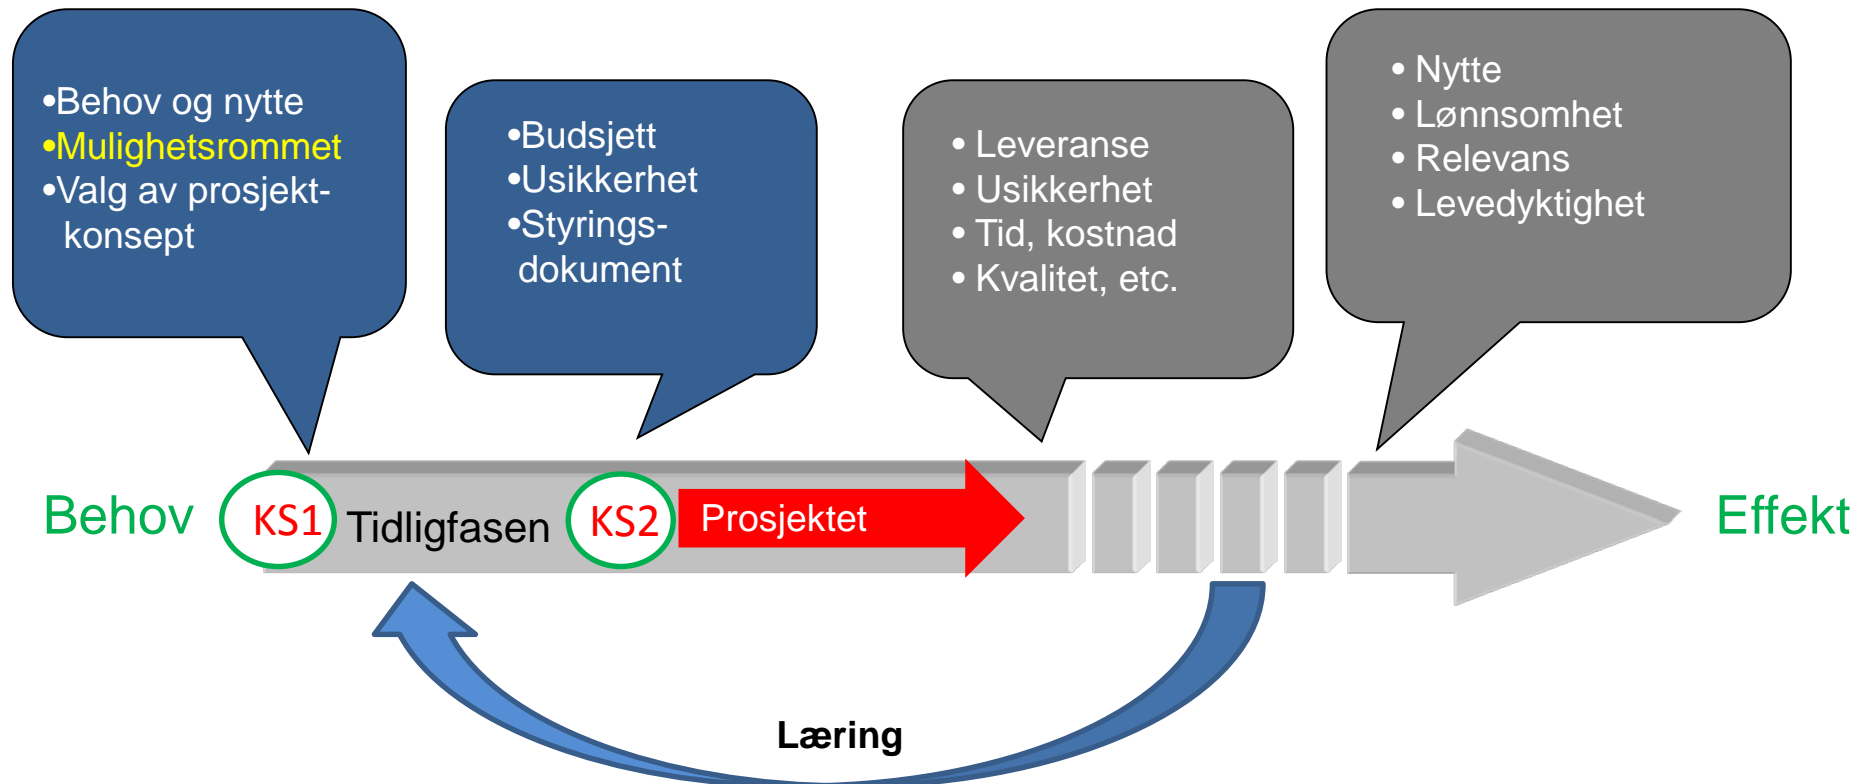 •Behov og nytte
•Mulighetsrommet
•Valg av prosjekt-
konsept
•Budsjett
•Usikkerhet
•Styrings-
dokument
• Leveranse
• Usikkerhet
• Tid, kostnad
• Kvalitet, etc.
• Nytte
• Lønnsomhet
• Relevans
• Levedyktighet
Behov
KS1
Tidligfasen
KS2
Prosjektet
Effekt
Læring